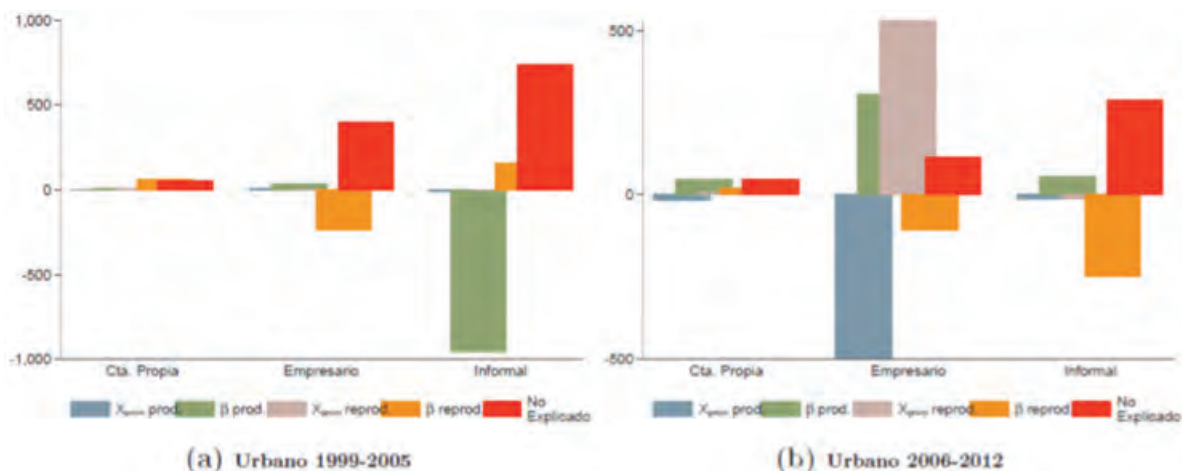 1,000
500
0
-500
-1,000
Cta. Propia Empresario Informal
prod. β prod. reprod. β reprod. No Explicado
(a) Urbano 1999-2005
500
0
-500
Cta. Propia Empresario Informal
prod. β prod. reprod. β reprod. No Explicado
(b) Urbano 2006-2012